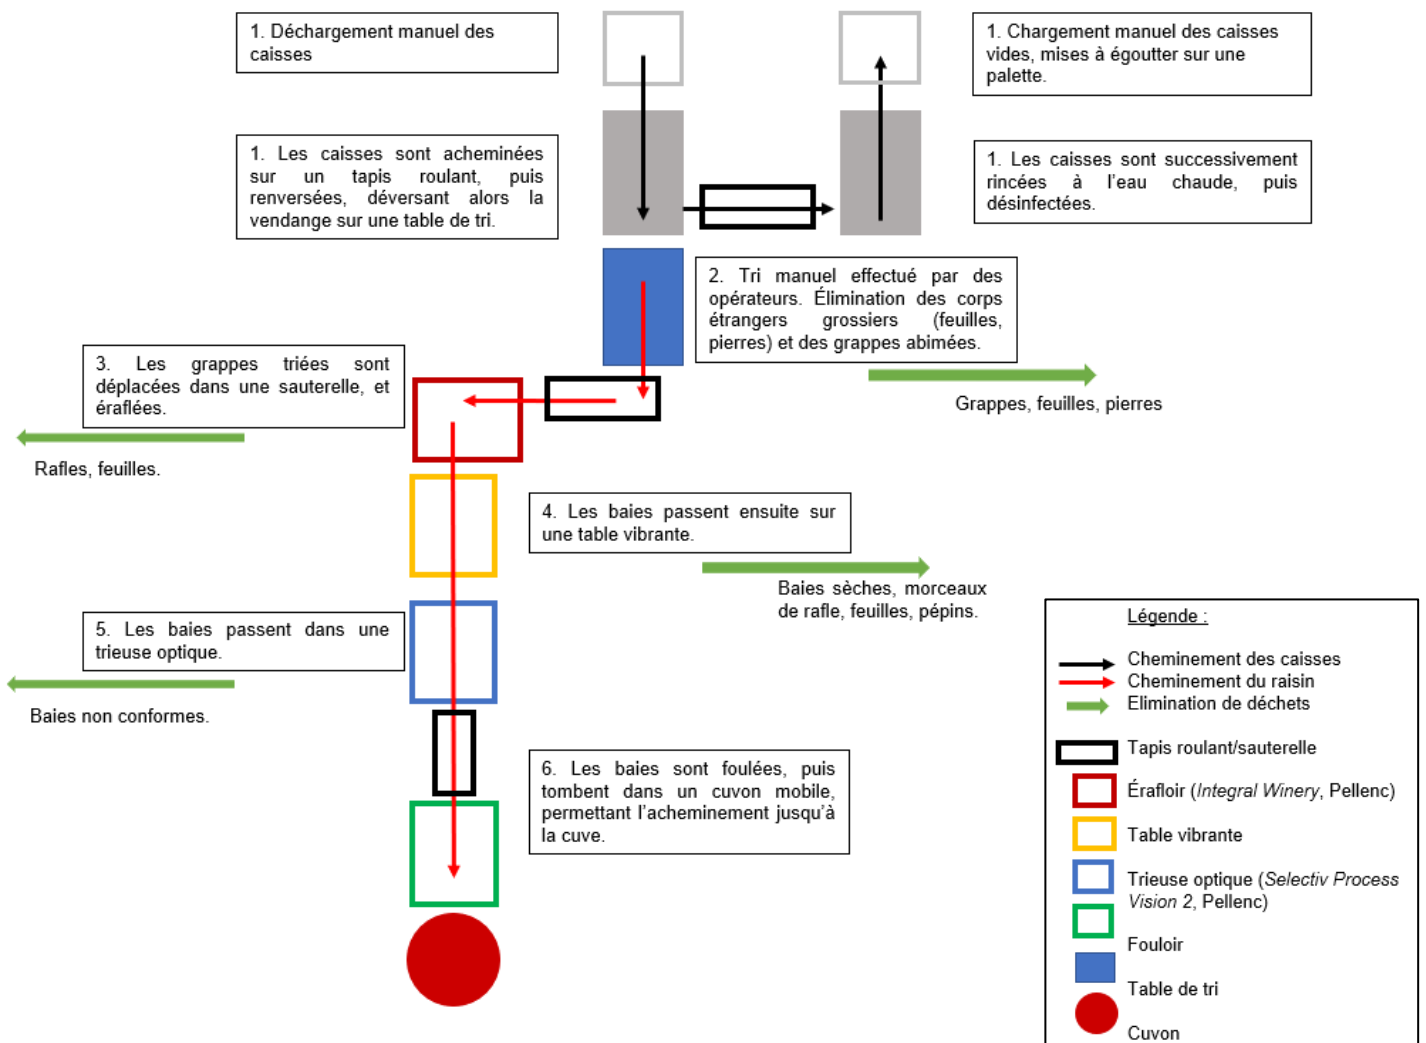 1. Déchargement manuel des
caisses
1. Chargement manuel des caisses
vides, mises à égoutter sur une
palette.
1. Les caisses sont acheminées
sur un tapis roulant, puis
renversées, déversant alors la
vendange sur une table de tri.
1. Les caisses sont successivement
rincées à l'eau chaude, puis
désinfectées.
2. Tri manuel effectué par des
opérateurs. Élimination des corps
étrangers grossiers (feuilles,
pierres) et des grappes abimées.
Grappes, feuilles, pierres
3. Les grappes triées sont
déplacées dans une sauterelle, et
éraflées.
Rafles, feuilles.
4. Les baies passent ensuite sur
une table vibrante.
Baies sèches, morceaux
de rafle, feuilles, pépins.
5. Les baies passent dans une
trieuse optique.
Baies non conformes.
6. Les baies sont foulées, puis
tombent dans un cuvon mobile,
permettant l'acheminement jusqu'à
la cuve.
Légende :
Cheminement des caisses
Cheminement du raisin
Elimination de déchets
Tapis roulant/sauterelle
Érafloir (Integral Winery, Pellenc)
Table vibrante
Trieuse optique (Selectiv Process
Vision 2, Pellenc)
Fouloir
Table de tri
Cuvon